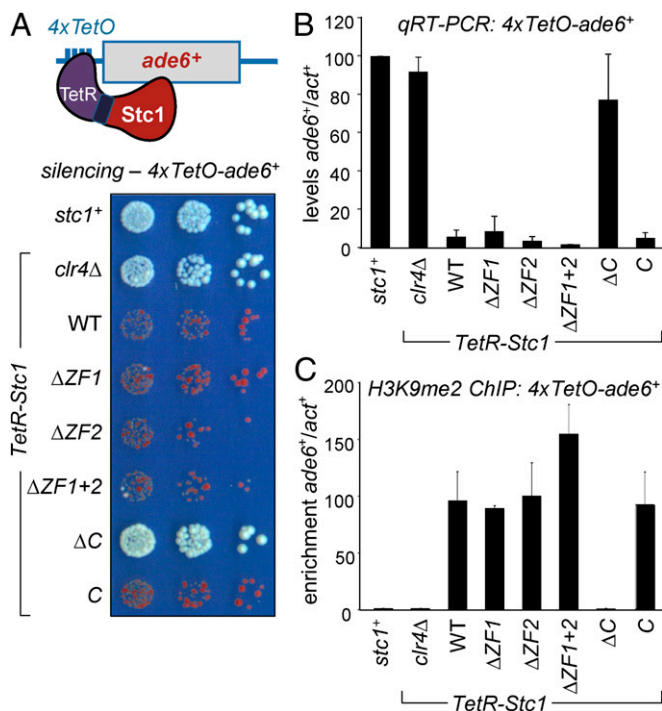 A
4xTetO
ade6+
TetR
Stc1
silencing – 4xTetO-ade6+
stc1+
clr4Δ
WT
ΔZF1
ΔZF2
ΔZF1+2
ΔC
C
TetR-Stc1
B
qRT-PCR: 4xTetO-ade6+
levels ade6+/act+
120
100
80
60
40
20
0
stc1+
clr4Δ
WT
ΔZF1
ΔZF2
ΔZF1+2
ΔC
C
TetR-Stc1
C
H3K9me2 ChIP: 4xTetO-ade6+
enrichment ade6+/act+
200
150
100
50
0
stc1+
clr4Δ
WT
ΔZF1
ΔZF2
ΔZF1+2
ΔC
C
TetR-Stc1